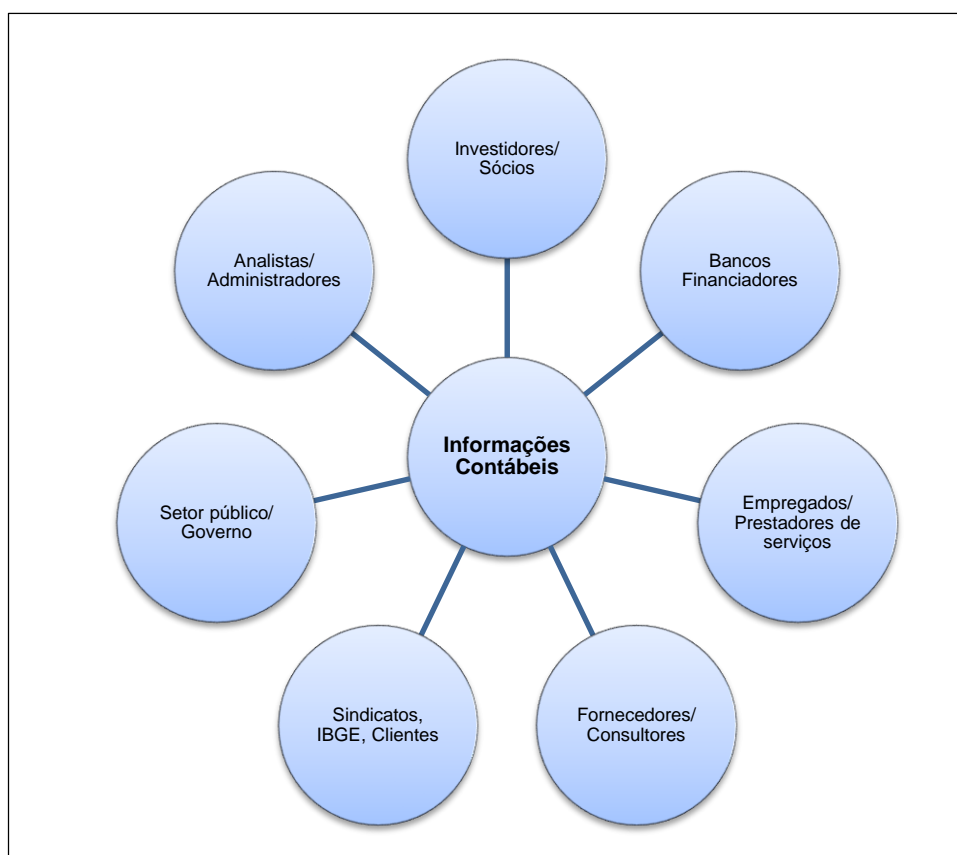 Investidores/
Sócios
Analistas/
Administradores
Bancos
Financiadores
Informações
Contábeis
Setor público/
Governo
Empregados/
Prestadores de
serviços
Sindicatos,
IBGE, Clientes
Fornecedores/
Consultores